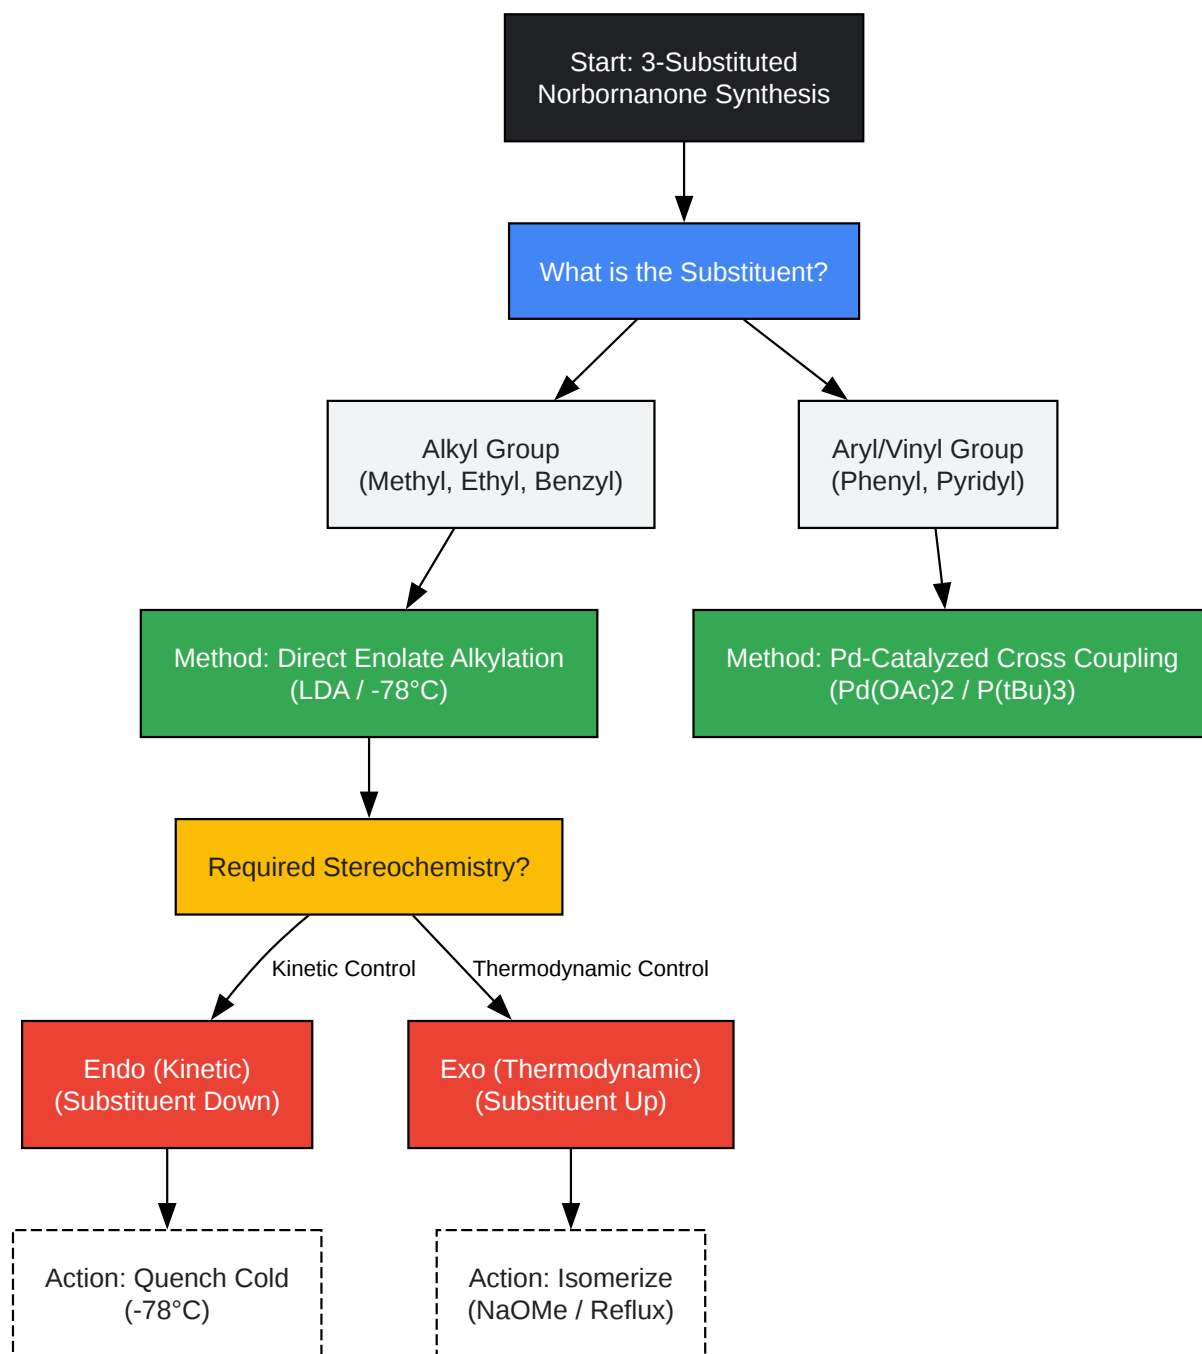 Start: 3-Substituted
Norbornanone Synthesis
What is the Substituent?
Alkyl Group
(Methyl, Ethyl, Benzyl)
Aryl/Vinyl Group
(Phenyl, Pyridyl)
Method: Direct Enolate Alkylation
(LDA / -78°C)
Method: Pd-Catalyzed Cross Coupling
(Pd(OAc)2 / P(tBu)3)
Required Stereochemistry?
Kinetic Control
Thermodynamic Control
Endo (Kinetic)
(Substituent Down)
Exo (Thermodynamic)
(Substituent Up)
Action: Quench Cold
(-78°C)
Action: Isomerize
(NaOMe / Reflux)